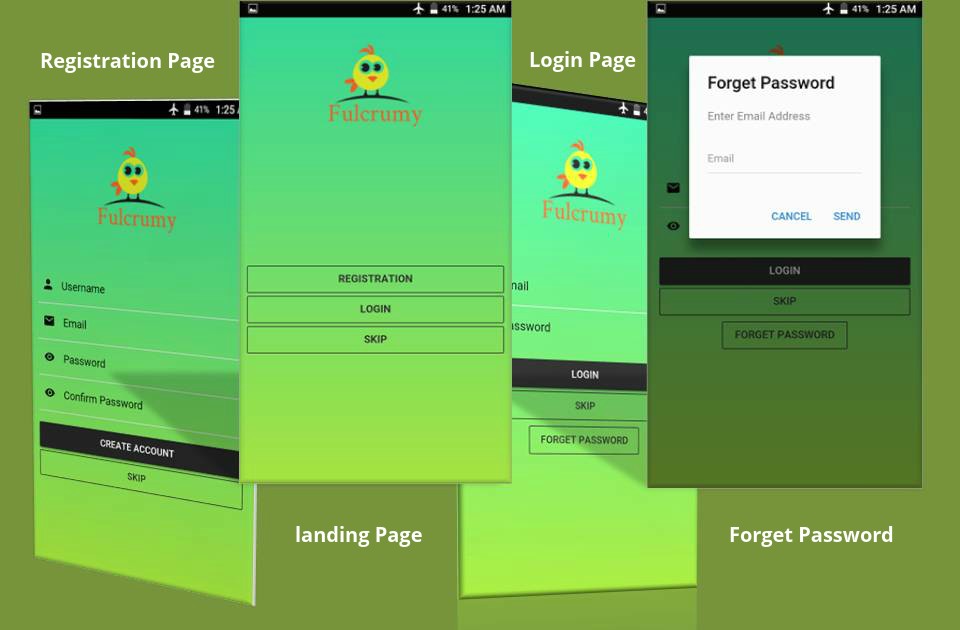 Registration Page
41% 1:25
Fulcrumy
Username
Email
Password
Confirm Password
CREATE ACCOUNT
SKIP
41% 1:25 AM
Fulcrumy
REGISTRATION
LOGIN
SKIP
landing Page
Login Page
Fulcrumy
mail
assword
LOGIN
SKIP
FORGET PASSWORD
41% 1:25 AM
Forget Password
Enter Email Address
Email
CANCEL SEND
LOGIN
SKIP
FORGET PASSWORD
Forget Password